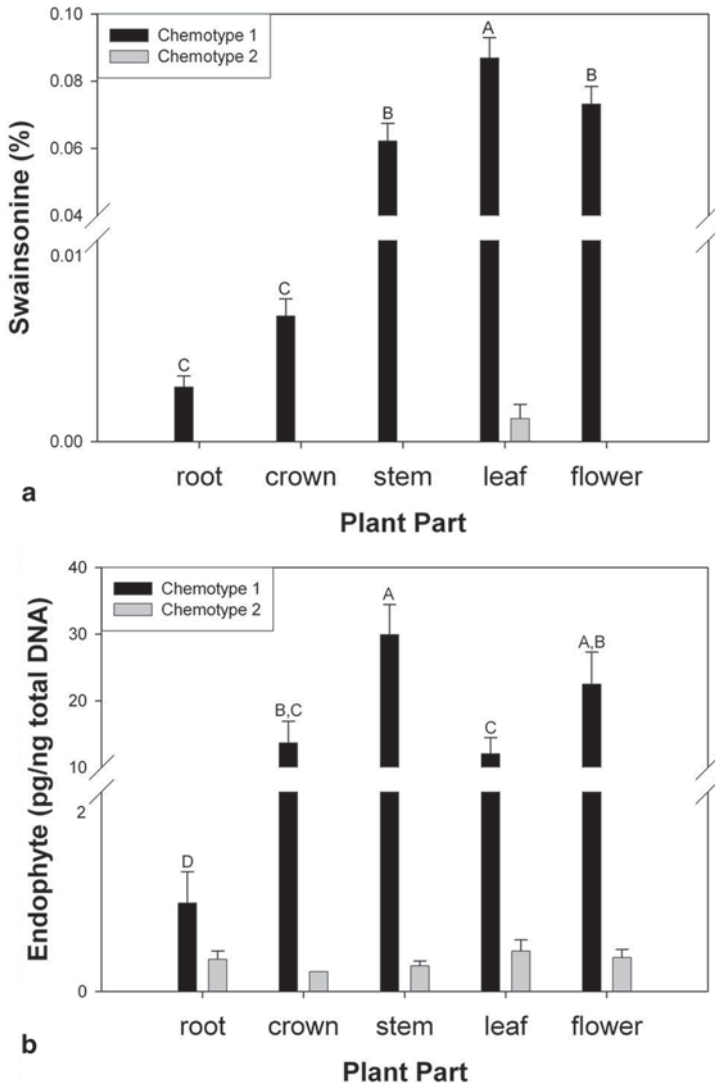 0.10
Chemotype 1
Chemotype 2
A
B
B
0.08
0.06
0.04
Swainsonine (%)
0.01
C
C
0.00
root crown stem leaf flower
a
Plant Part
40
Chemotype 1
Chemotype 2
A
A,B
30
20
B,C
C
10
Endophyte (pg/ng total DNA)
2
D
0
root crown stem leaf flower
b
Plant Part